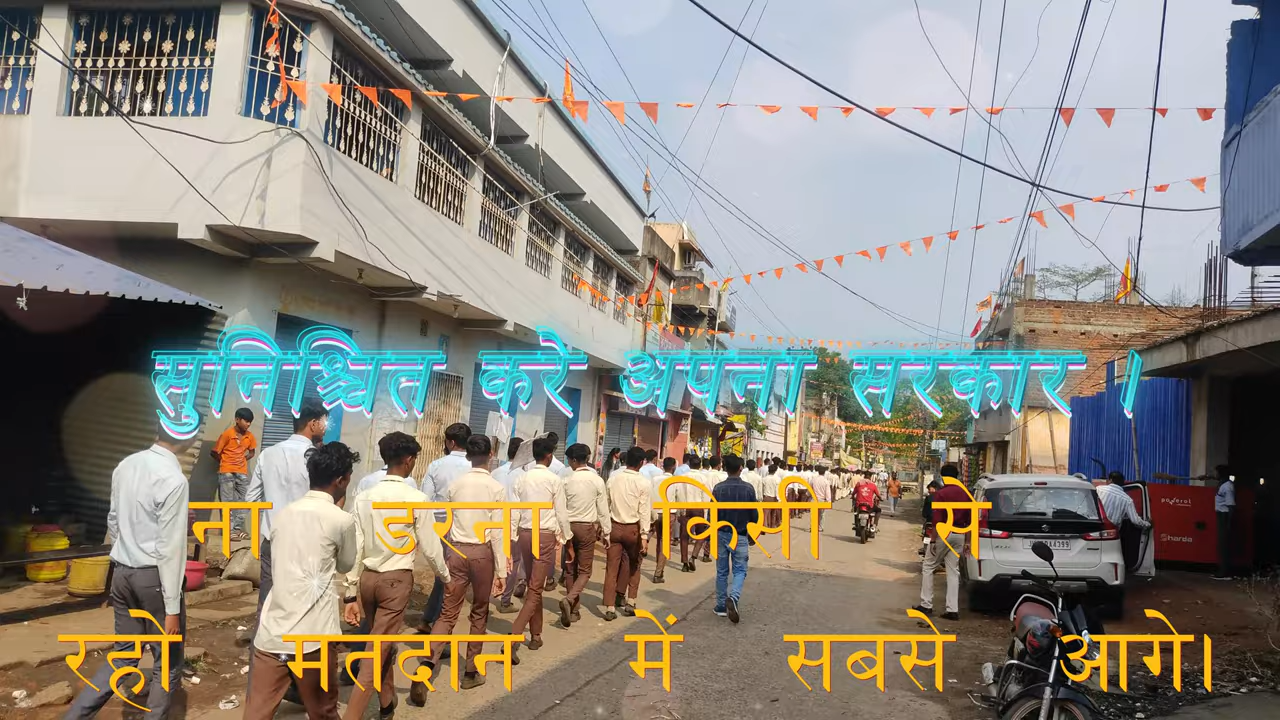 सुनिश्चित करे अपना सरकार ।
ना डरना किसी से
रहो मतदान में सबसे आगे।